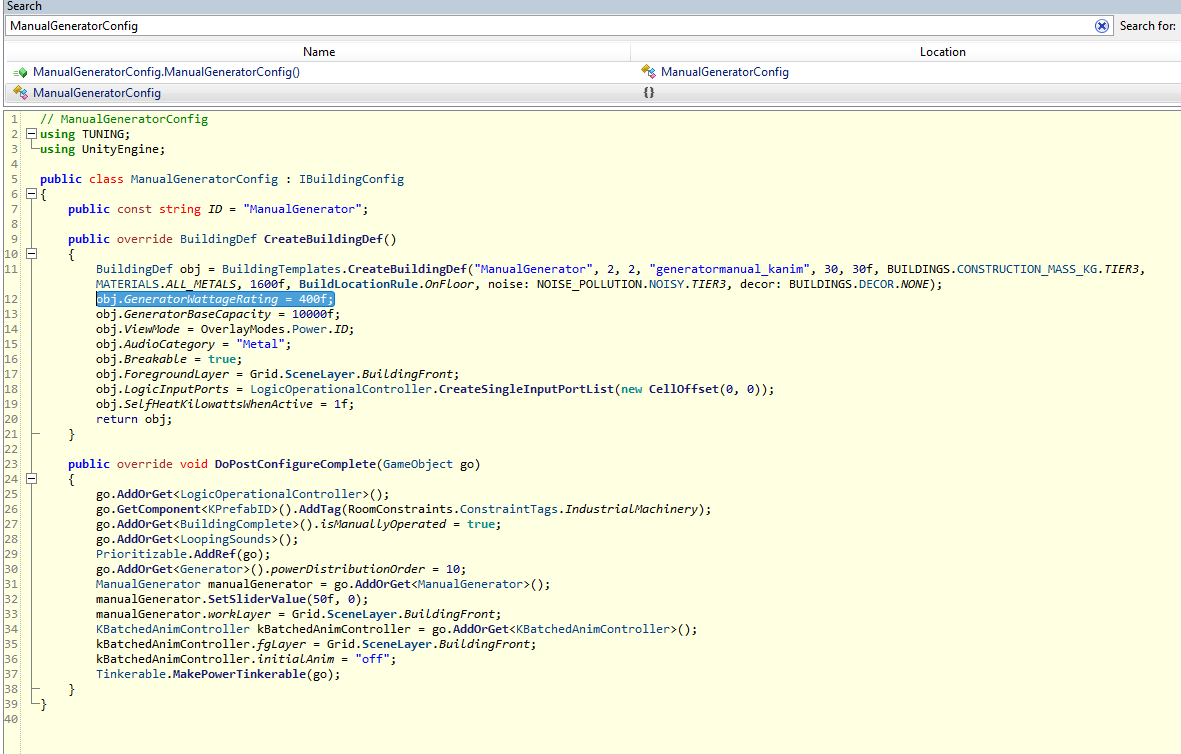 Search
ManualGeneratorConfig Search for:
Name Location
ManualGeneratorConfig.ManualGeneratorConfig() ManualGeneratorConfig
ManualGeneratorConfig {}
1 // ManualGeneratorConfig
2 using TUNING;
3 using UnityEngine;
4
5 public class ManualGeneratorConfig : IBuildingConfig
6 {
7 public const string ID = "ManualGenerator";
8
9 public override BuildingDef CreateBuildingDef()
10 {
11 BuildingDef obj = BuildingTemplates.CreateBuildingDef("ManualGenerator", 2, 2, "generatormanual_kanim", 30, 30f, BUILDINGS.CONSTRUCTION_MASS_KG.TIER3,
MATERIALS.ALL_METALS, 1600f, BuildLocationRule.OnFloor, noise: NOISE_POLLUTION.NOISY.TIER3, decor: BUILDINGS.DECOR.NONE);
12 obj.GeneratorWattageRating = 400f;
13 obj.GeneratorBaseCapacity = 10000f;
14 obj.ViewMode = OverlayModes.Power.ID;
15 obj.AudioCategory = "Metal";
16 obj.Breakable = true;
17 obj.ForegroundLayer = Grid.SceneLayer.BuildingFront;
18 obj.LogicInputPorts = LogicOperationalController.CreateSingleInputPortList(new CellOffset(0, 0));
19 obj.SelfHeatKilowattsWhenActive = 1f;
20 return obj;
21 }
22
23 public override void DoPostConfigureComplete(GameObject go)
24 {
25 go.AddOrGet<LogicOperationalController>();
26 go.GetComponent<KPrefabID>().AddTag(RoomConstraints.ConstraintTags.IndustrialMachinery);
27 go.AddOrGet<BuildingComplete>().isManuallyOperated = true;
28 go.AddOrGet<LoopingSounds>();
29 Prioritizable.AddRef(go);
30 go.AddOrGet<Generator>().powerDistributionOrder = 10;
31 ManualGenerator manualGenerator = go.AddOrGet<ManualGenerator>();
32 manualGenerator.SetSliderValue(50f, 0);
33 manualGenerator.workLayer = Grid.SceneLayer.BuildingFront;
34 KBatchedAnimController kBatchedAnimController = go.AddOrGet<KBatchedAnimController>();
35 kBatchedAnimController.fgLayer = Grid.SceneLayer.BuildingFront;
36 kBatchedAnimController.initialAnim = "off";
37 Tinkerable.MakePowerTinkerable(go);
38 }
39 }
40